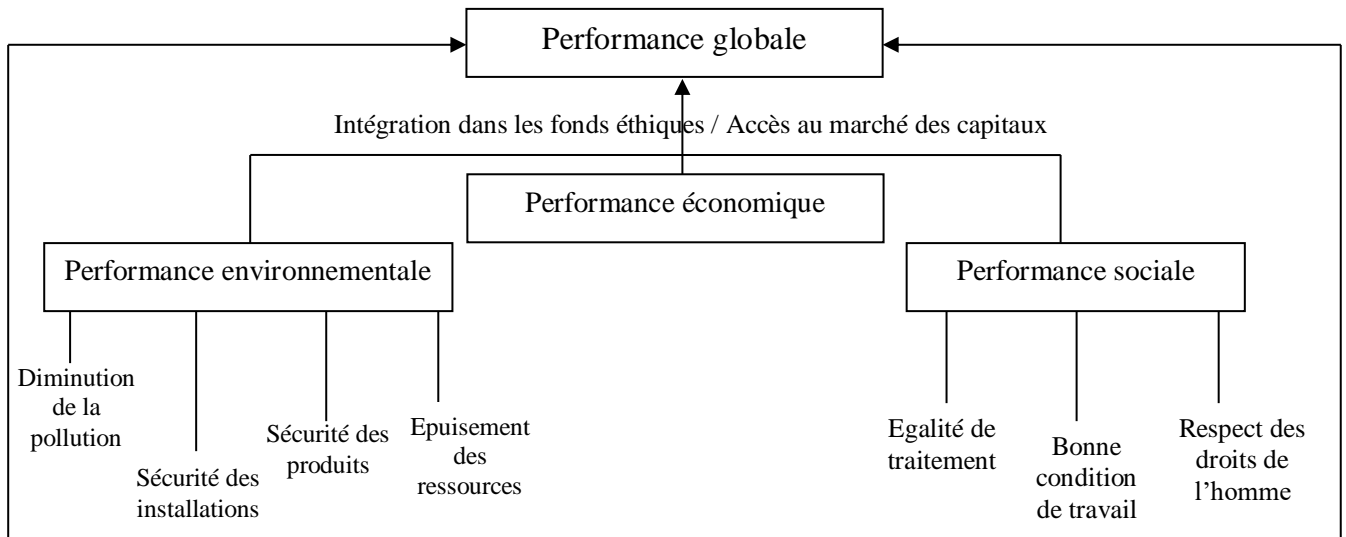 Performance globale
Intégration dans les fonds éthiques / Accès au marché des capitaux
Performance économique
Performance environnementale
Performance sociale
Diminution
de la
pollution
Sécurité des
installations
Sécurité des
produits
Epuisement
des
ressources
Egalité de
traitement
Bonne
condition
de travail
Respect des
droits de
l’homme